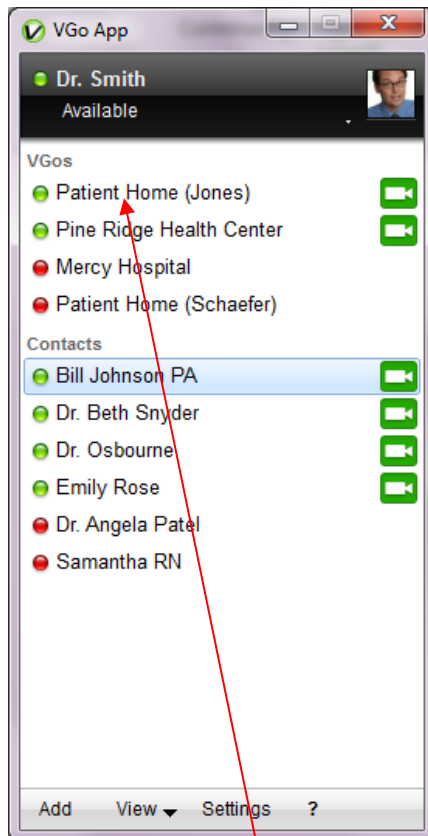 VGo App
Dr. Smith
Available
VGos
Patient Home (Jones)
Pine Ridge Health Center
Mercy Hospital
Patient Home (Schaefer)
Contacts
Bill Johnson PA
Dr. Beth Snyder
Dr. Osbourne
Emily Rose
Dr. Angela Patel
Samantha RN
Add View Settings ?